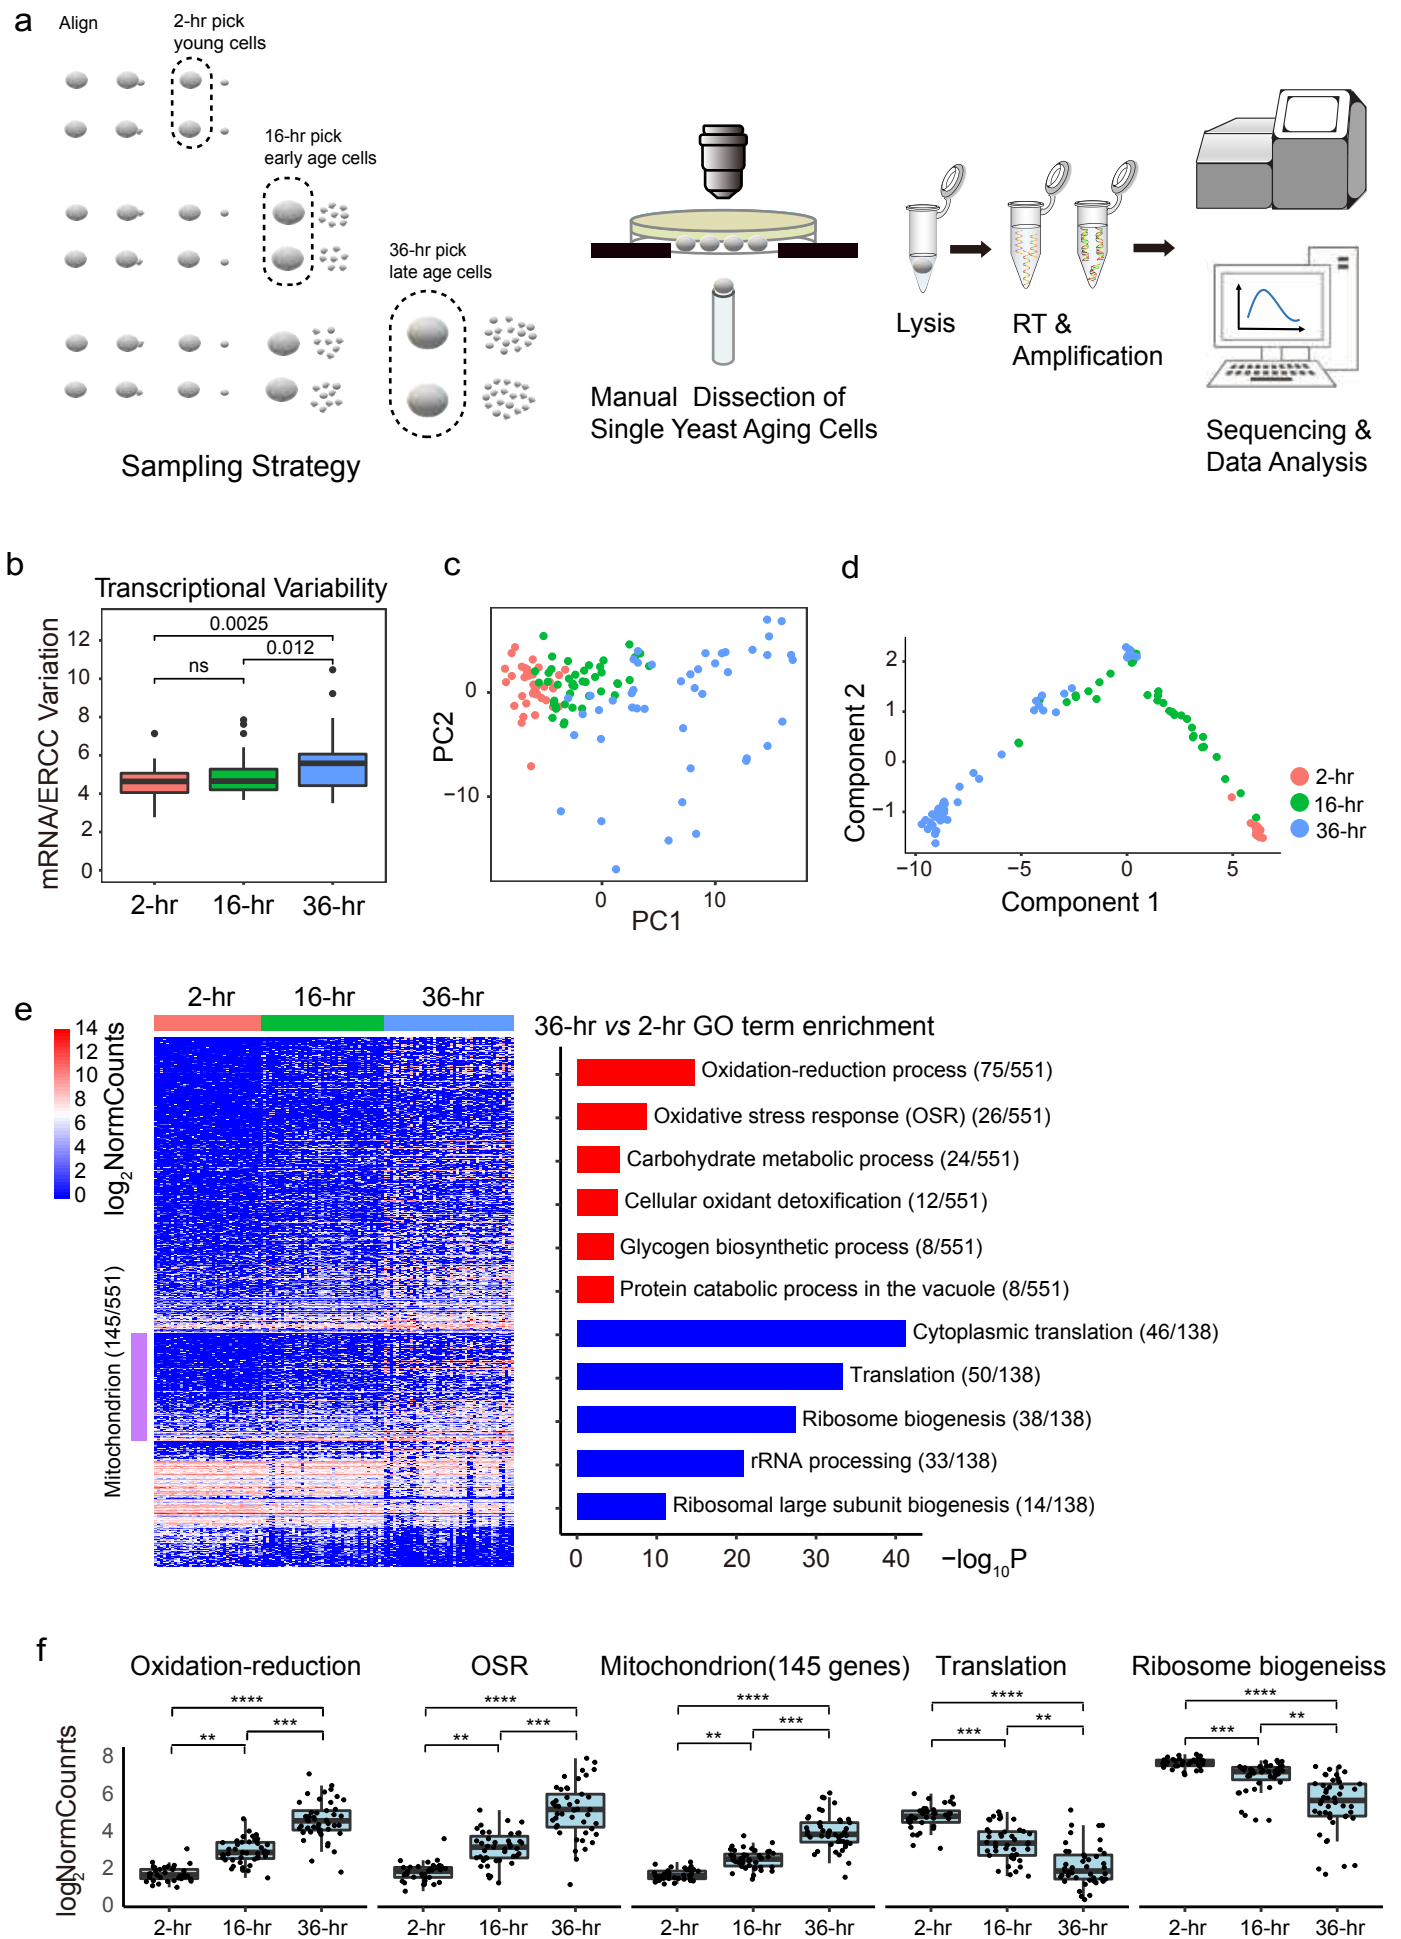 a
Align
2-hr pick
young cells
16-hr pick
early age cells
36-hr pick
late age cells
Sampling Strategy
Manual Dissection of
Single Yeast Aging Cells
Lysis
RT &
Amplification
Sequencing &
Data Analysis
b
Transcriptional Variability
mRNA/ERCC Variation
12
10
8
6
4
2
0
0.0025
0.012
ns
2-hr
16-hr
36-hr
c
PC2
0
−10
0
10
PC1
d
Component 2
2
1
0
−1
−10
−5
0
5
Component 1
2-hr
16-hr
36-hr
e
2-hr
16-hr
36-hr
14
12
10
8
6
4
2
0
log2NormCounts
Mitochondrion (145/551)
36-hr vs 2-hr GO term enrichment
Oxidation-reduction process (75/551)
Oxidative stress response (OSR) (26/551)
Carbohydrate metabolic process (24/551)
Cellular oxidant detoxification (12/551)
Glycogen biosynthetic process (8/551)
Protein catabolic process in the vacuole (8/551)
Cytoplasmic translation (46/138)
Translation (50/138)
Ribosome biogenesis (38/138)
rRNA processing (33/138)
Ribosomal large subunit biogenesis (14/138)
0
10
20
30
40
−log10P
f
Oxidation-reduction
OSR
Mitochondrion(145 genes)
Translation
Ribosome biogeneiss
****
**
***
****
**
***
****
**
***
****
***
**
****
***
**
log2NormCounrts
8
6
4
2
0
2-hr
16-hr
36-hr
2-hr
16-hr
36-hr
2-hr
16-hr
36-hr
2-hr
16-hr
36-hr
2-hr
16-hr
36-hr